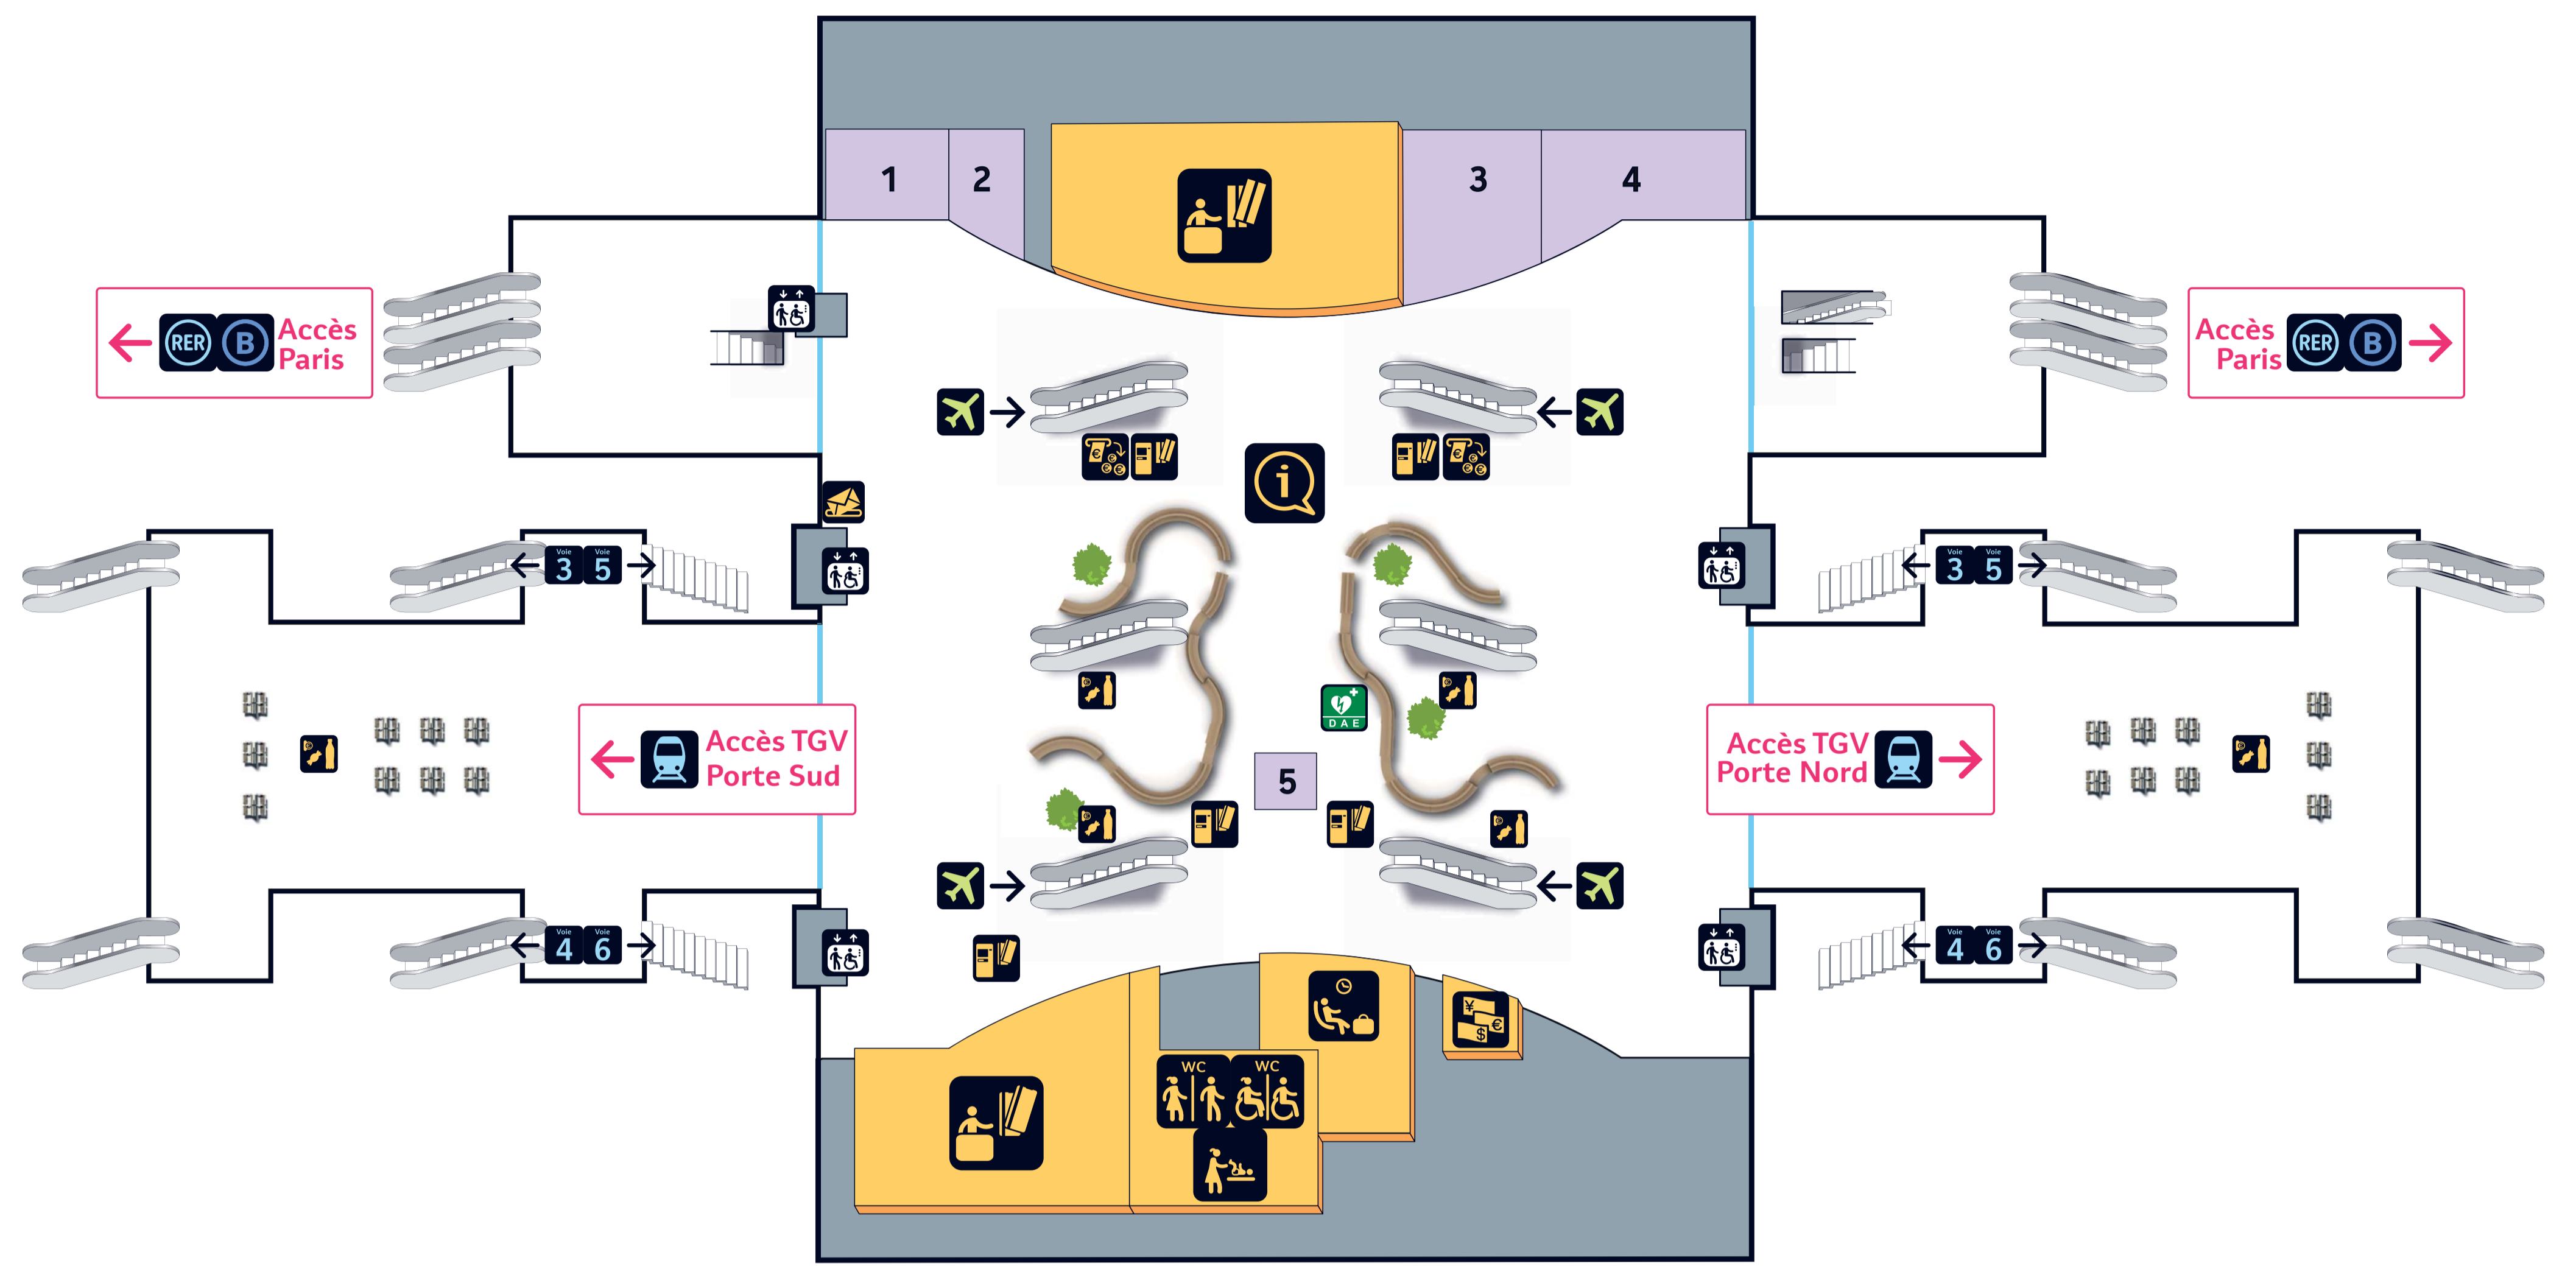 1
2
3
4
RER B Accès
Paris
Accès RER B
Paris
i
Voie Voie
3 5
Voie Voie
3 5
Accès TGV
Porte Sud
DAE
5
Accès TGV
Porte Nord
Voie Voie
4 6
Voie Voie
4 6
¥
€
$
WC WC